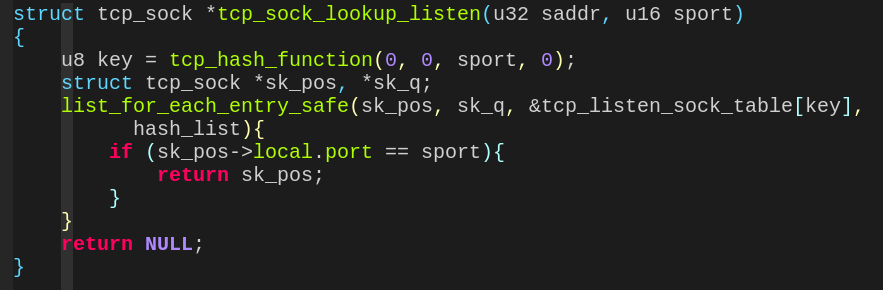 struct tcp_sock *tcp_sock_lookup_listen(u32 saddr, u16 sport)
{
    u8 key = tcp_hash_function(0, 0, sport, 0);
    struct tcp_sock *sk_pos, *sk_q;
    list_for_each_entry_safe(sk_pos, sk_q, &tcp_listen_sock_table[key],
          hash_list){
        if (sk_pos->local.port == sport){
            return sk_pos;
        }
    }
    return NULL;
}